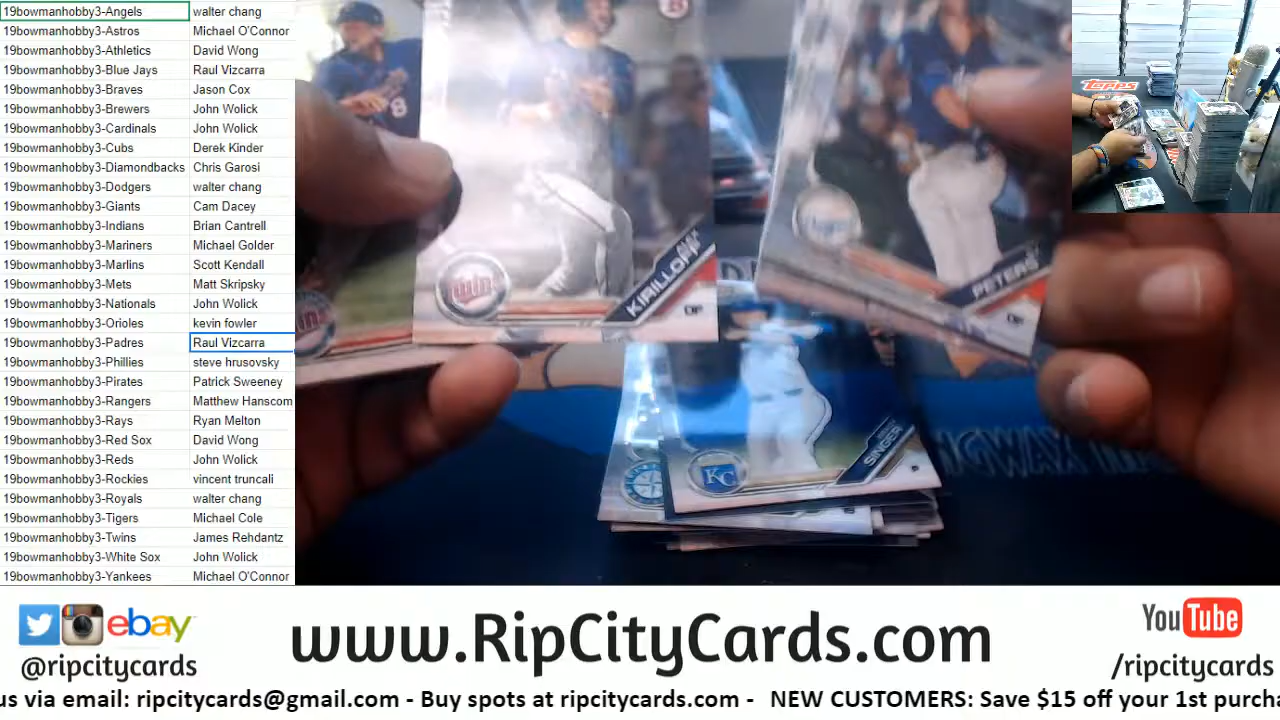 19bowmanhobby3-Angels walter chang
19bowmanhobby3-Astros Michael O'Connor
19bowmanhobby3-Athletics David Wong
19bowmanhobby3-Blue Jays Raul Vizcarra
19bowmanhobby3-Braves Jason Cox
19bowmanhobby3-Brewers John Wolick
19bowmanhobby3-Cardinals John Wolick
19bowmanhobby3-Cubs Derek Kinder
19bowmanhobby3-Diamondbacks Chris Garosi
19bowmanhobby3-Dodgers walter chang
19bowmanhobby3-Giants Cam Dacey
19bowmanhobby3-Indians Brian Cantrell
19bowmanhobby3-Mariners Michael Golder
19bowmanhobby3-Marlins Scott Kendall
19bowmanhobby3-Mets Matt Skripsky
19bowmanhobby3-Nationals John Wolick
19bowmanhobby3-Orioles kevin fowler
19bowmanhobby3-Padres Raul Vizcarra
19bowmanhobby3-Phillies steve hrusovsky
19bowmanhobby3-Pirates Patrick Sweeney
19bowmanhobby3-Rangers Matthew Hanscom
19bowmanhobby3-Rays Ryan Melton
19bowmanhobby3-Red Sox David Wong
19bowmanhobby3-Reds John Wolick
19bowmanhobby3-Rockies vincent truncali
19bowmanhobby3-Royals walter chang
19bowmanhobby3-Tigers Michael Cole
19bowmanhobby3-Twins James Rehdantz
19bowmanhobby3-White Sox John Wolick
19bowmanhobby3-Yankees Michael O'Connor
8
KIRILLOFF
OF
PETERS
OF
KC
SINGER
Topps
ebay
@ripcitycards
www.RipCityCards.com
YouTube
/ripcitycards
us via email: ripcitycards@gmail.com - Buy spots at ripcitycards.com - NEW CUSTOMERS: Save $15 off your 1st purcha